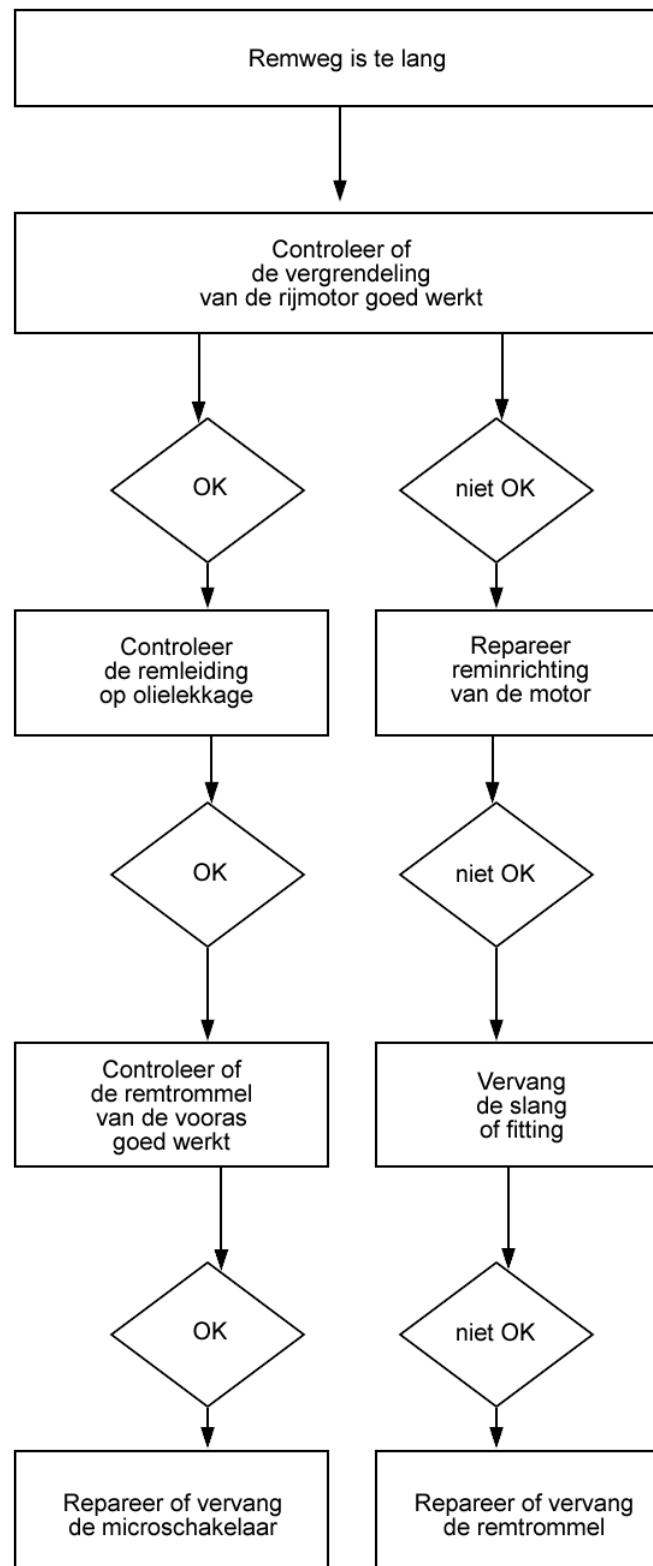 Remweg is te lang
Controleer of
de vergrendeling
van de rijmotor goed werkt
OK
niet OK
Controleer
de remleiding
op olielekkage
Repareer
reminrichting
van de motor
OK
niet OK
Controleer of
de remtrommel
van de vooras
goed werkt
Vervang
de slang
of fitting
OK
niet OK
Repareer of vervang
de microschakelaar
Repareer of vervang
de remtrommel